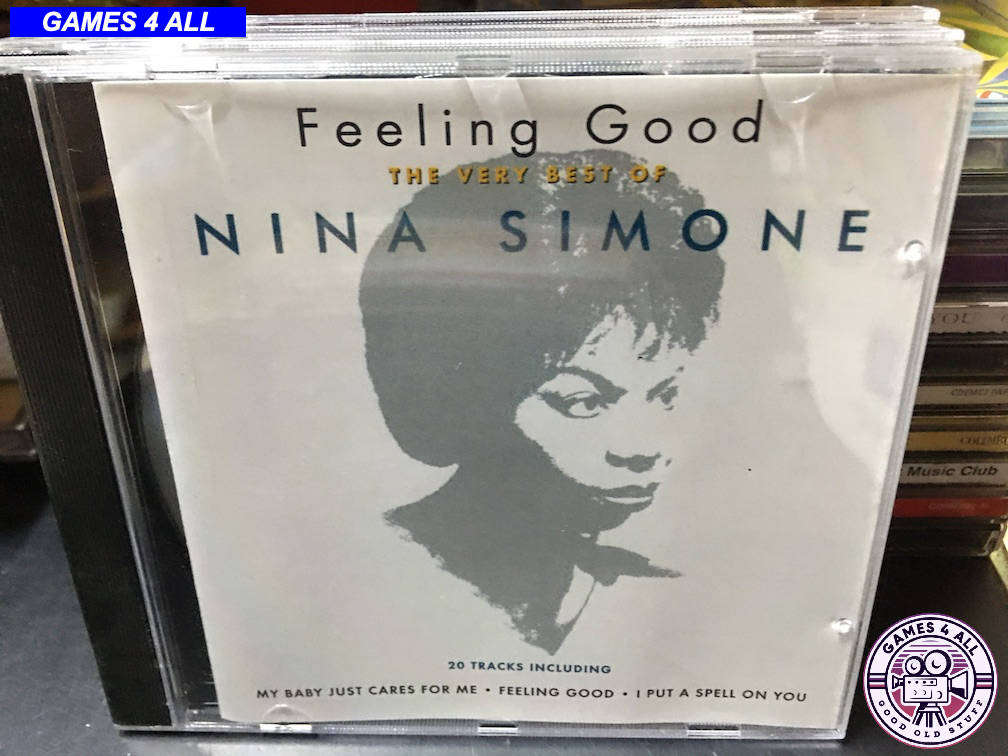 GAMES 4 ALL
Feeling Good
THE VERY BEST OF
NINA SIMONE
20 TRACKS INCLUDING
MY BABY JUST CARES FOR ME • FEELING GOOD • I PUT A SPELL ON YOU
YOU
Music Club
GAMES 4 ALL
GOOD OLD STUFF